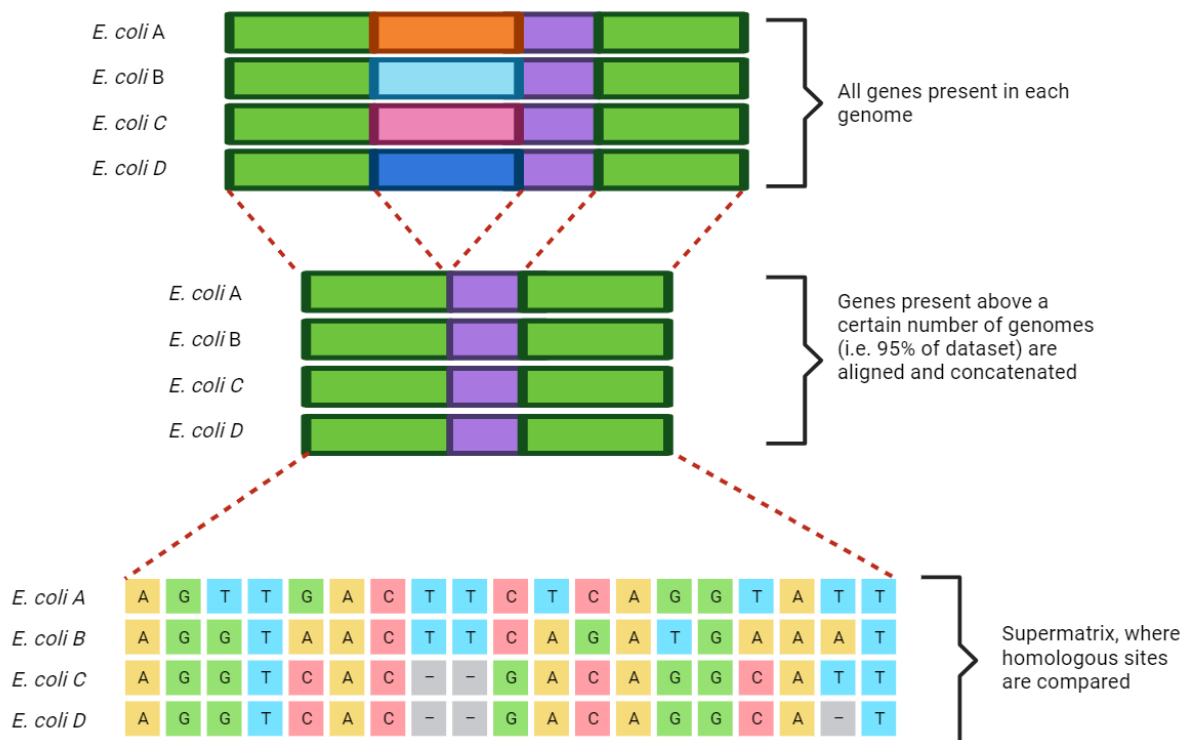 E. coli A
E. coli B
E. coli C
E. coli D
All genes present in each
genome
E. coli A
E. coli B
E. coli C
E. coli D
Genes present above a
certain number of genomes
(i.e. 95% of dataset) are
aligned and concatenated
E. coli A A G T T G A C T T C T C A G G T A T T
E. coli B A G G T A A C T T C A G A T G A A A T
E. coli C A G G T C A C – – G A C A G G C A T T
E. coli D A G G T C A C – – G A C A G G C A – T
Supermatrix, where
homologous sites
are compared